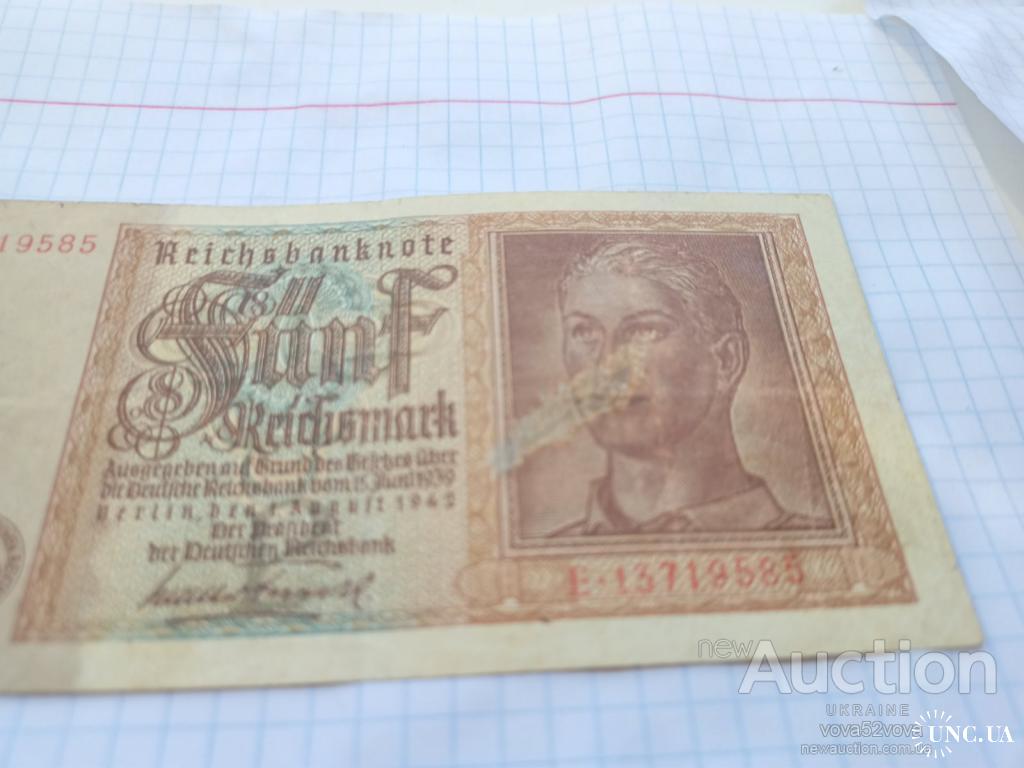 19585
Reichsbanknote
Fünf
Reichsmark
Ausgegeben auf Grund des Gesetzes über
die Deutsche Reichsbank vom 15. Juni 1939
Berlin, den 1. August 1942
Der Präsident
der Deutschen Reichsbank
E·13719585
newAuction
UKRAINE
vova52vova
newauction.com.ua
UNC.UA